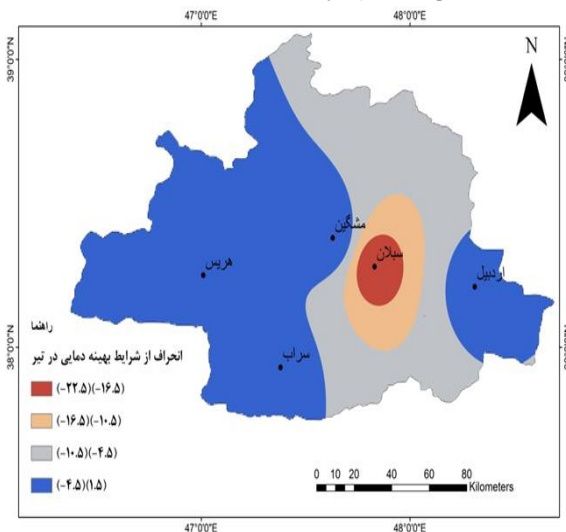 47°0'0"E 48°0'0"E
39°0'0"N
N
مشگین
سبلان
هریس
اردبیل
سراب
38°0'0"N
راهنما
انحراف از شرایط بهینه دمایی در تیر
(-۲۲.۵)(-۱۶.۵)
(-۱۶.۵)(-۱۰.۵)
(-۱۰.۵)(-۴.۵)
(-۴.۵)(۱.۵)
0 10 20 40 60 80
Kilometers
47°0'0"E 48°0'0"E